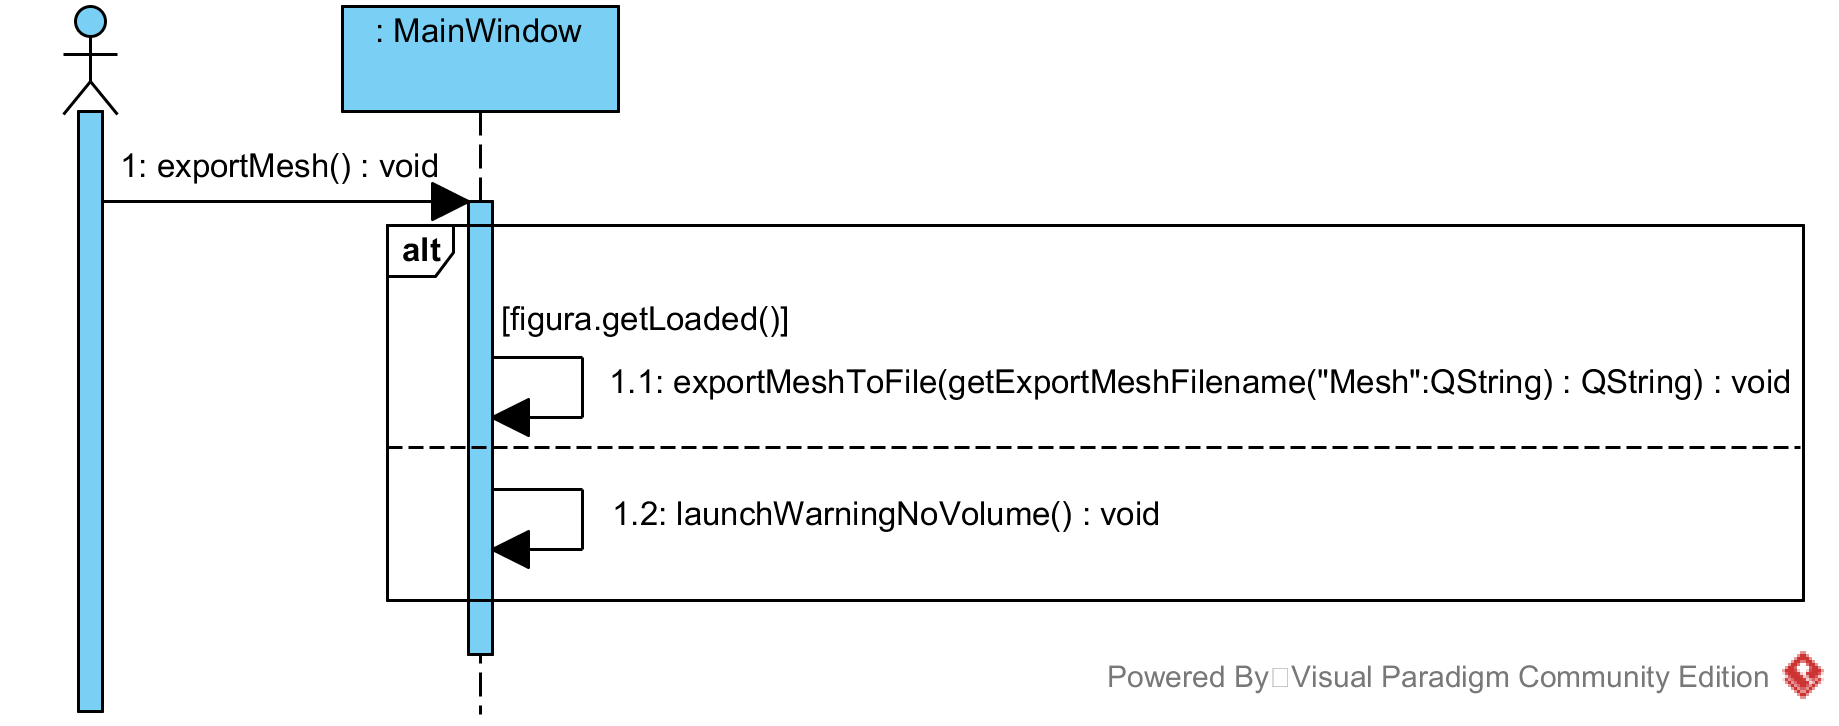 : MainWindow
1: exportMesh() : void
alt
[figura.getLoaded()]
1.1: exportMeshToFile(getExportMeshFilename("Mesh":QString) : QString) : void
1.2: launchWarningNoVolume() : void
Powered By Visual Paradigm Community Edition